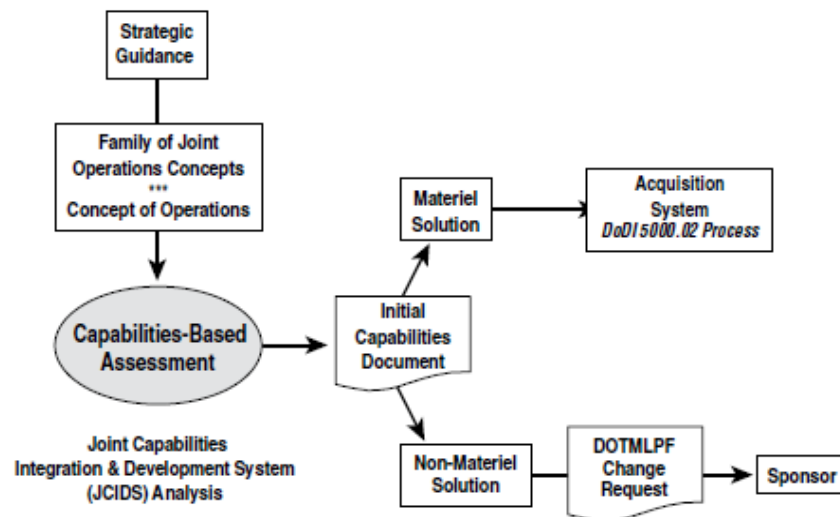 Strategic
Guidance
Family of Joint
Operations Concepts
***
Concept of Operations
Capabilities-Based
Assessment
Joint Capabilities
Integration & Development System
(JCIDS) Analysis
Initial
Capabilities
Document
Materiel
Solution
Acquisition
System
DoDI 5000.02 Process
Non-Materiel
Solution
DOTMLPF
Change
Request
Sponsor